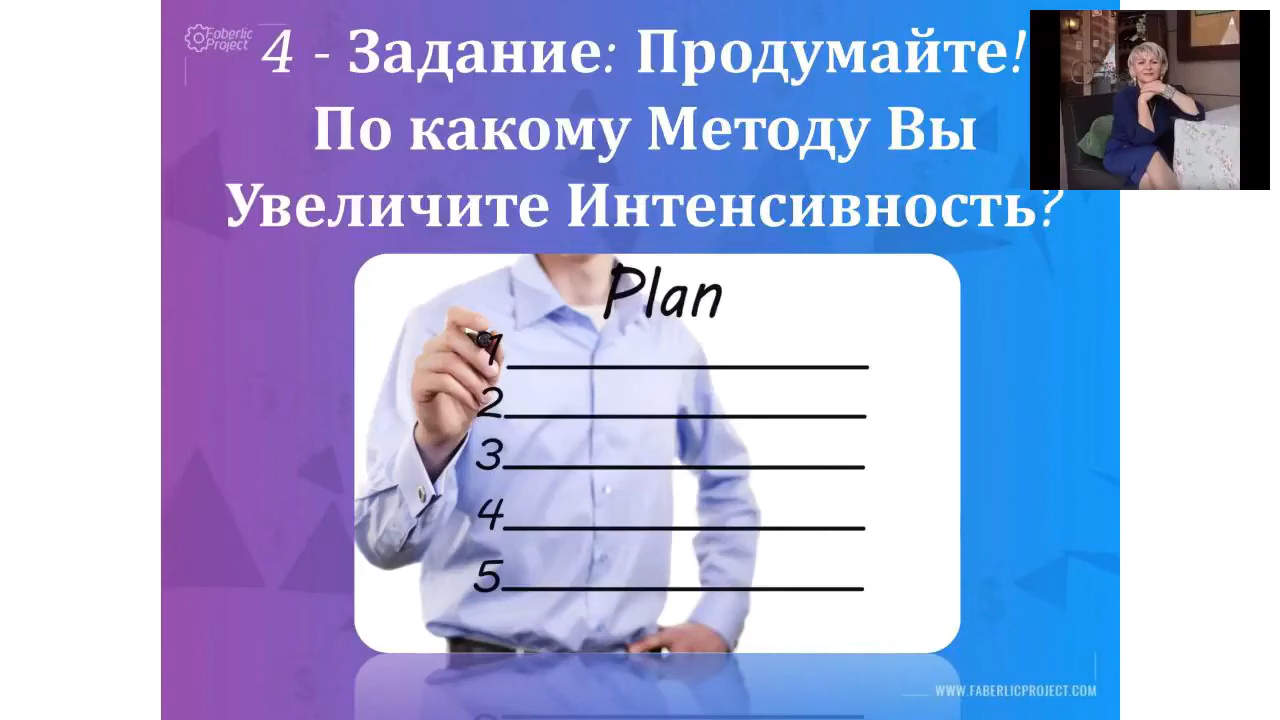 Faberlic
Project
4 - Задание: Продумайте!
По какому Методу Вы
Увеличите Интенсивность?
Plan
1
2
3
4
5
WWW.FABERLICPROJECT.COM